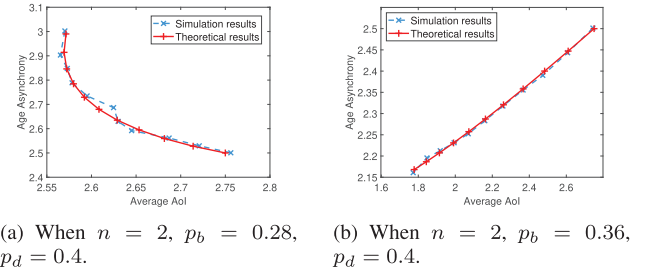 3.1
3
2.9
2.8
2.7
2.6
2.5
2.4
Age Asynchrony
2.55 2.6 2.65 2.7 2.75 2.8
Average AoI
Simulation results
Theoretical results
(a) When n = 2, p_b = 0.28,
p_d = 0.4.
2.5
2.45
2.4
2.35
2.3
2.25
2.2
2.15
Age Asynchrony
1.6 1.8 2 2.2 2.4 2.6
Average AoI
Simulation results
Theoretical results
(b) When n = 2, p_b = 0.36,
p_d = 0.4.